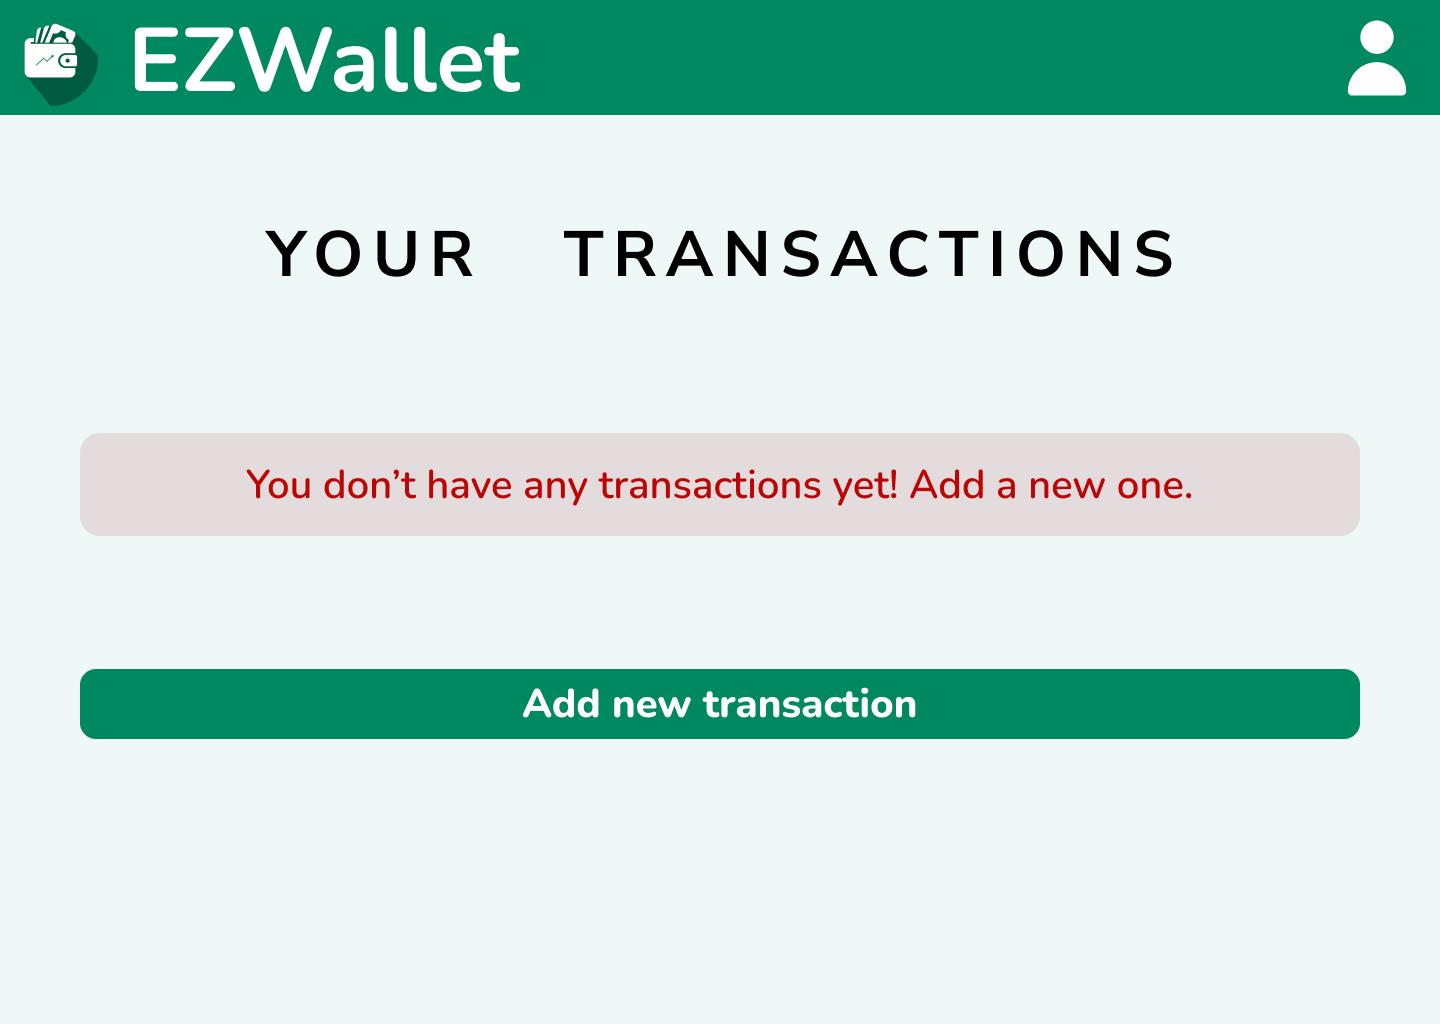 EZWallet
YOUR TRANSACTIONS
You don’t have any transactions yet! Add a new one.
Add new transaction